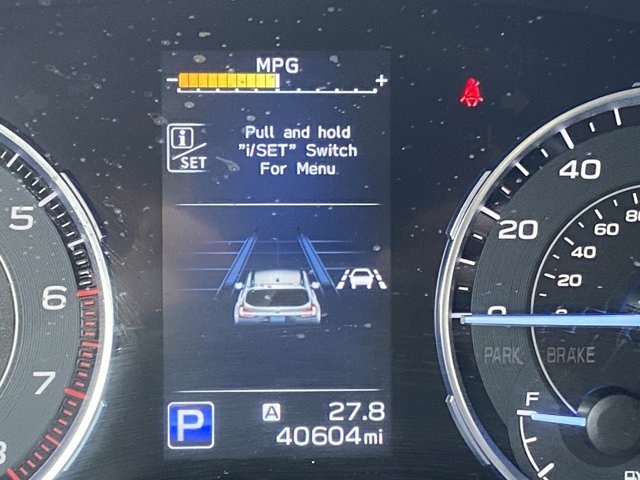 MPG
- +
i
SET
Pull and hold
"i/SET" Switch
For Menu
P
A 27.8
40604mi
5
6
7
8
0
20
40
20
40
60
80
PARK BRAKE
F